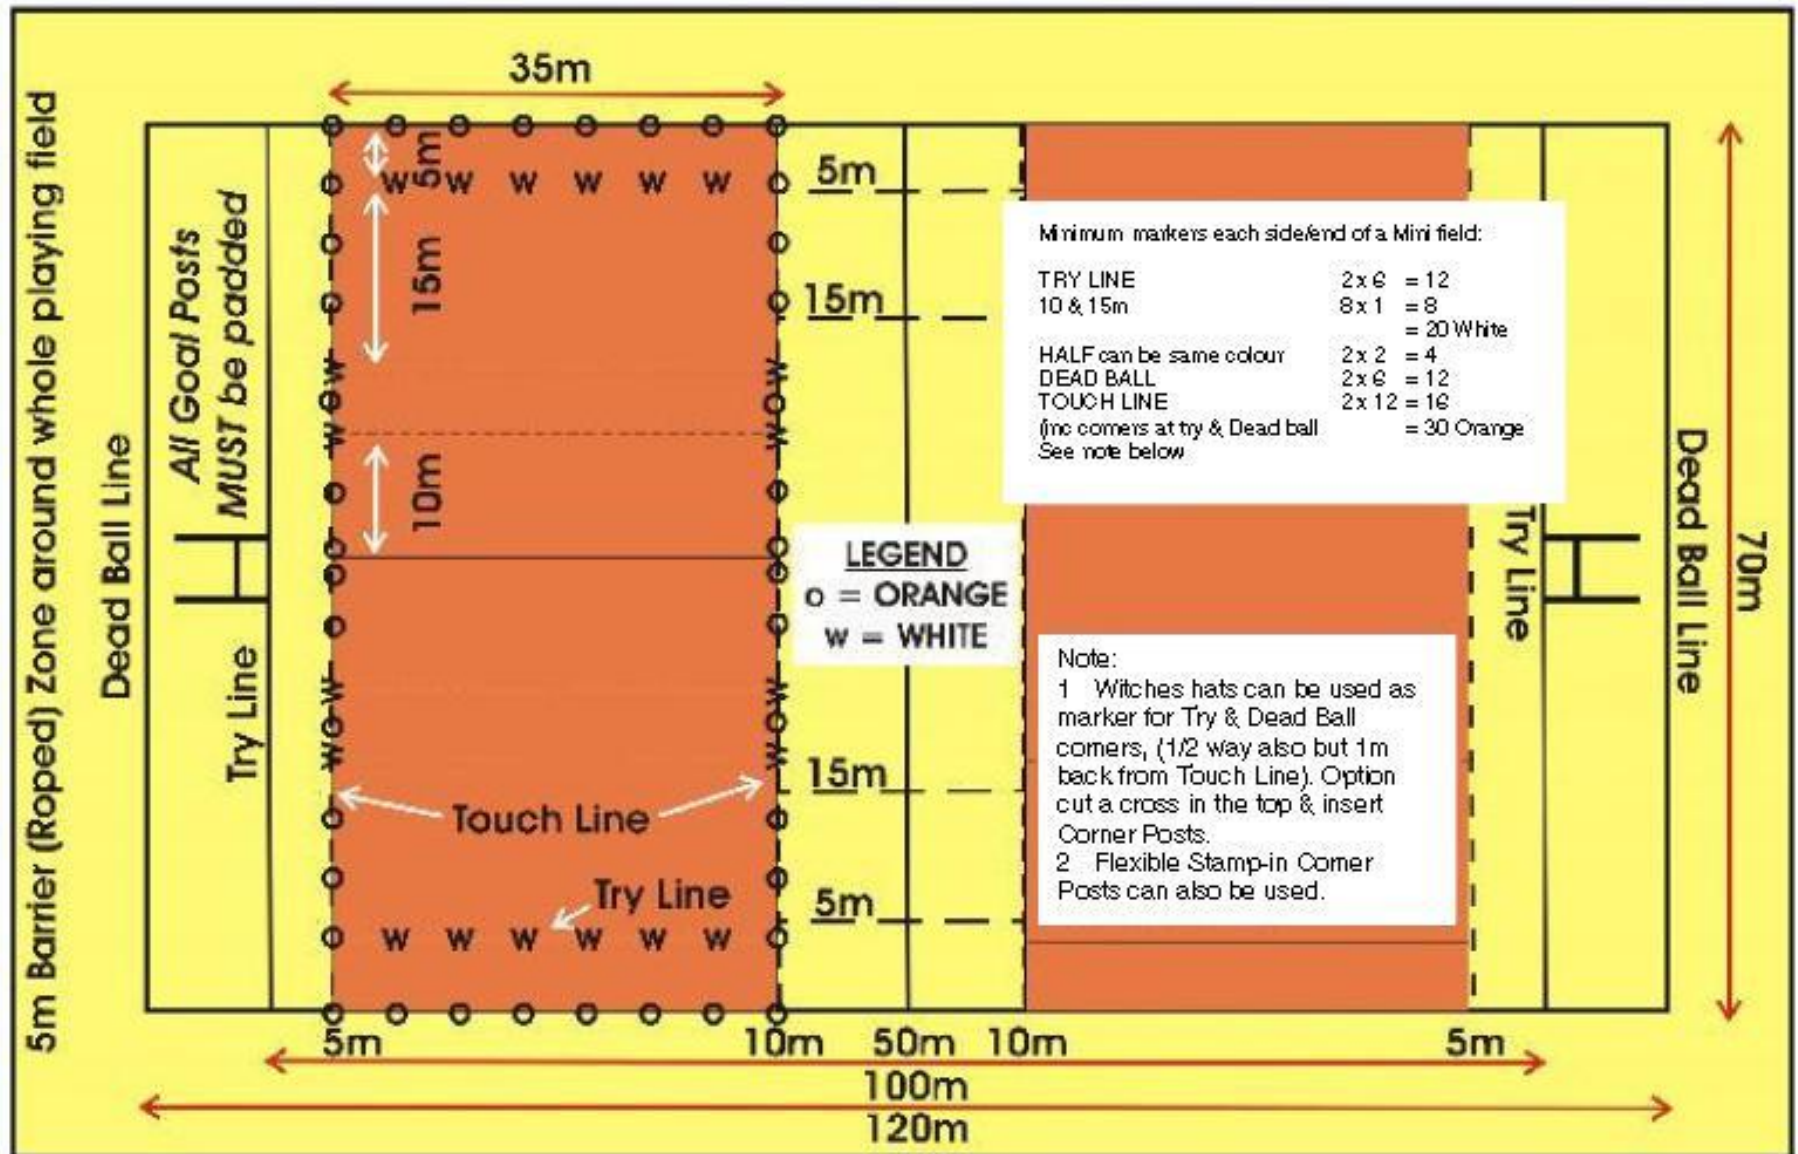 35m
5m Barrier (Roped) Zone around whole playing field
Dead Ball Line
All Goal Posts
MUST be padded
Try Line
o o o o o o o o
5m
o w w w w w w o
15m
o o
o o
w w
o o
w w
10m
o o
o o
o o
o o
w w
o o
w w
Touch Line
o o
o o
Try Line
o w w w w w w o
o o o o o o o o
5m
15m
LEGEND
o = ORANGE
w = WHITE
15m
5m
Minimum markers each side/end of a Mini field:
TRY LINE 2 x 6 = 12
10 & 15m 8 x 1 = 8
= 20 White
HALF can be same colour 2 x 2 = 4
DEAD BALL 2 x 6 = 12
TOUCH LINE 2 x 12 = 16
(inc corners at try & Dead ball = 30 Orange
See note below
Note:
1 Witches hats can be used as
marker for Try & Dead Ball
corners, (1/2 way also but 1m
back from Touch Line). Option
cut a cross in the top & insert
Corner Posts.
2 Flexible Stamp-in Corner
Posts can also be used.
Try Line
Dead Ball Line
70m
5m 10m 50m 10m 5m
100m
120m